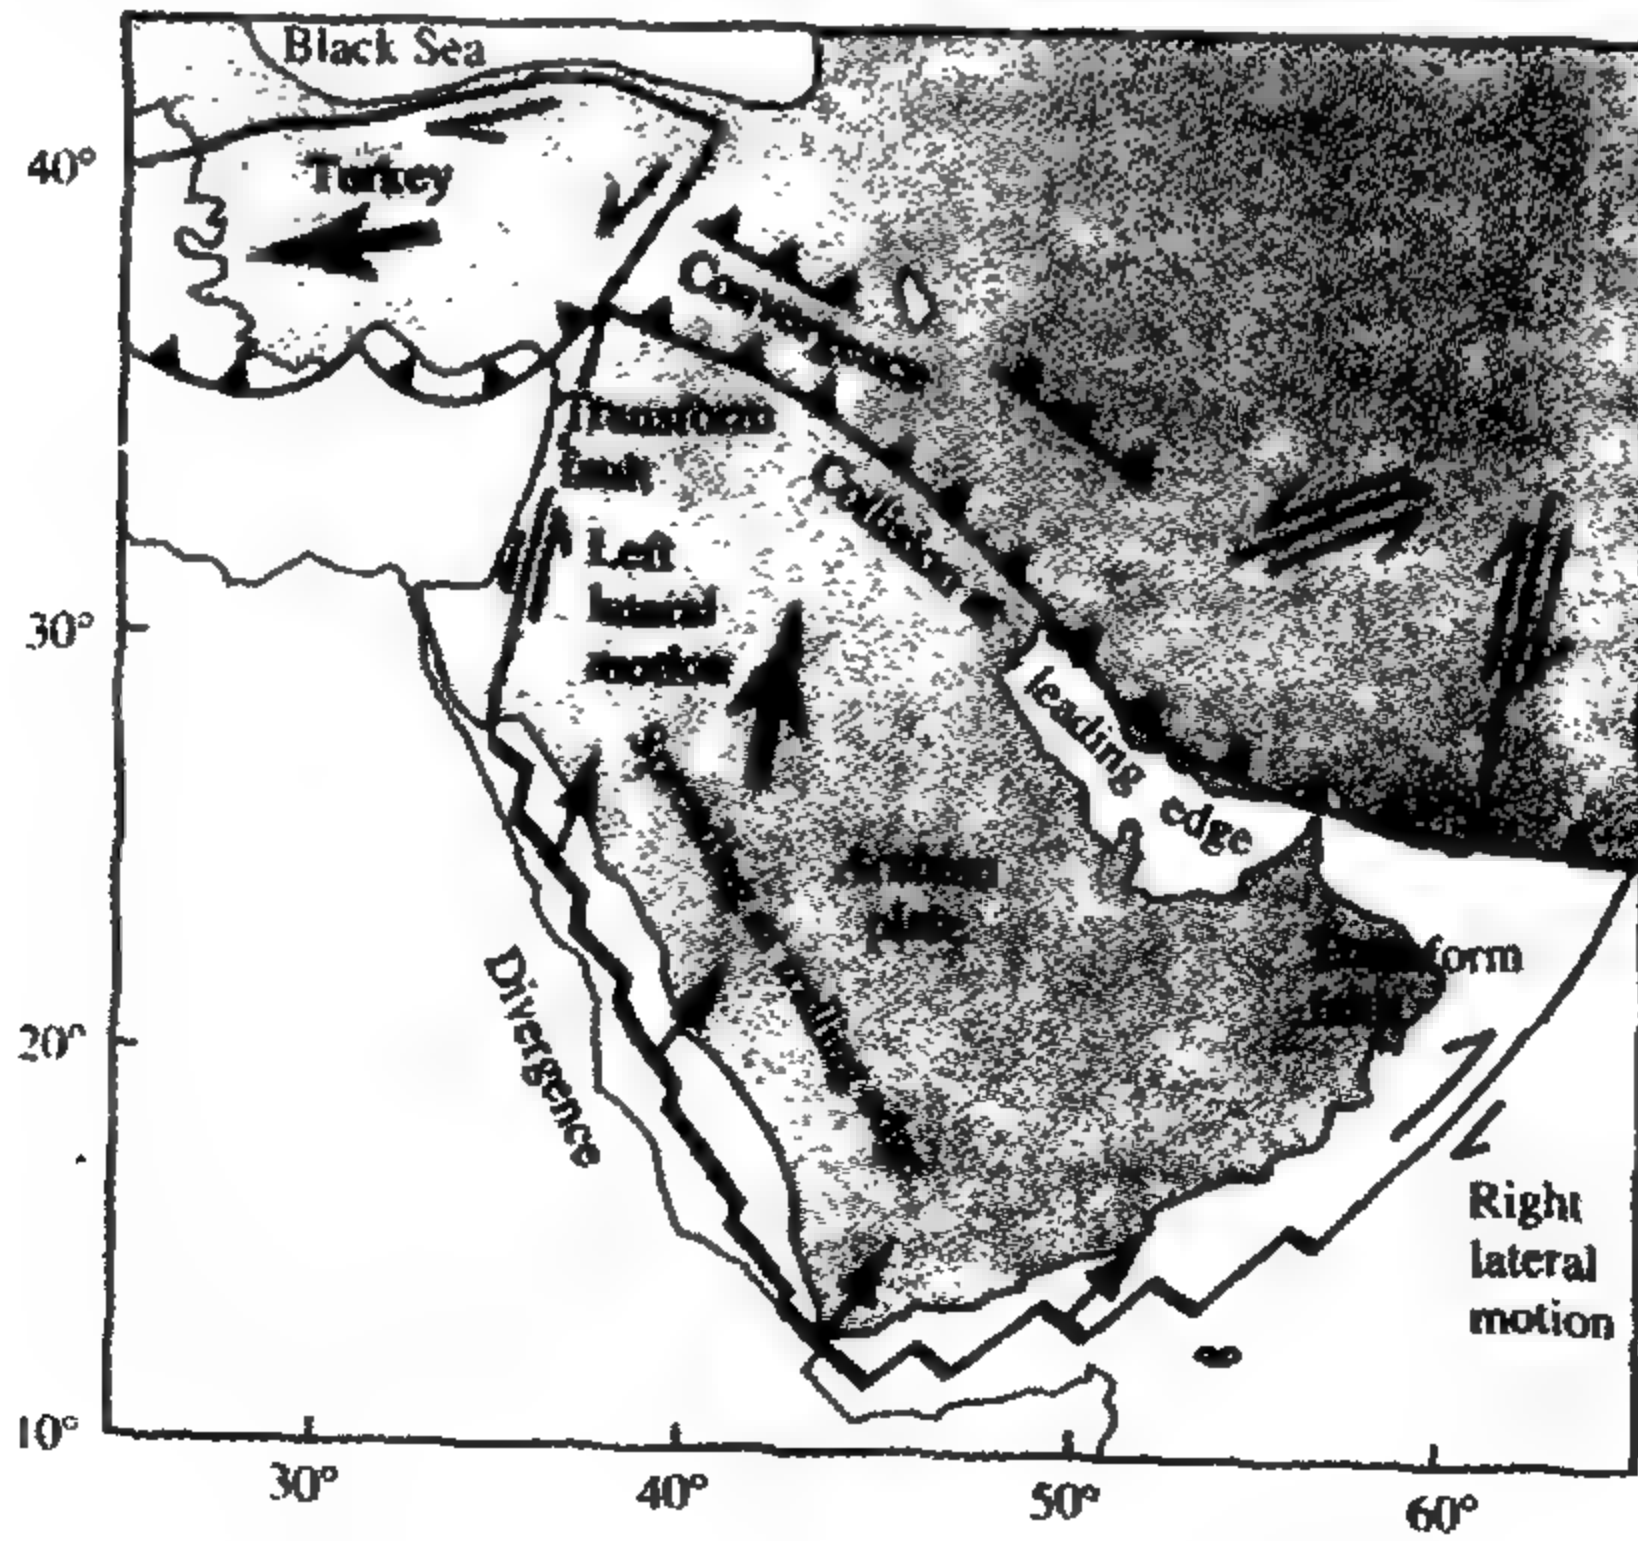 Black Sea
40°
Turkey
Transform
fault
Left
lateral
motion
Collision
30°
leading edge
plate
form
20°
Divergence
Right
lateral
motion
10°
30°
40°
50°
60°